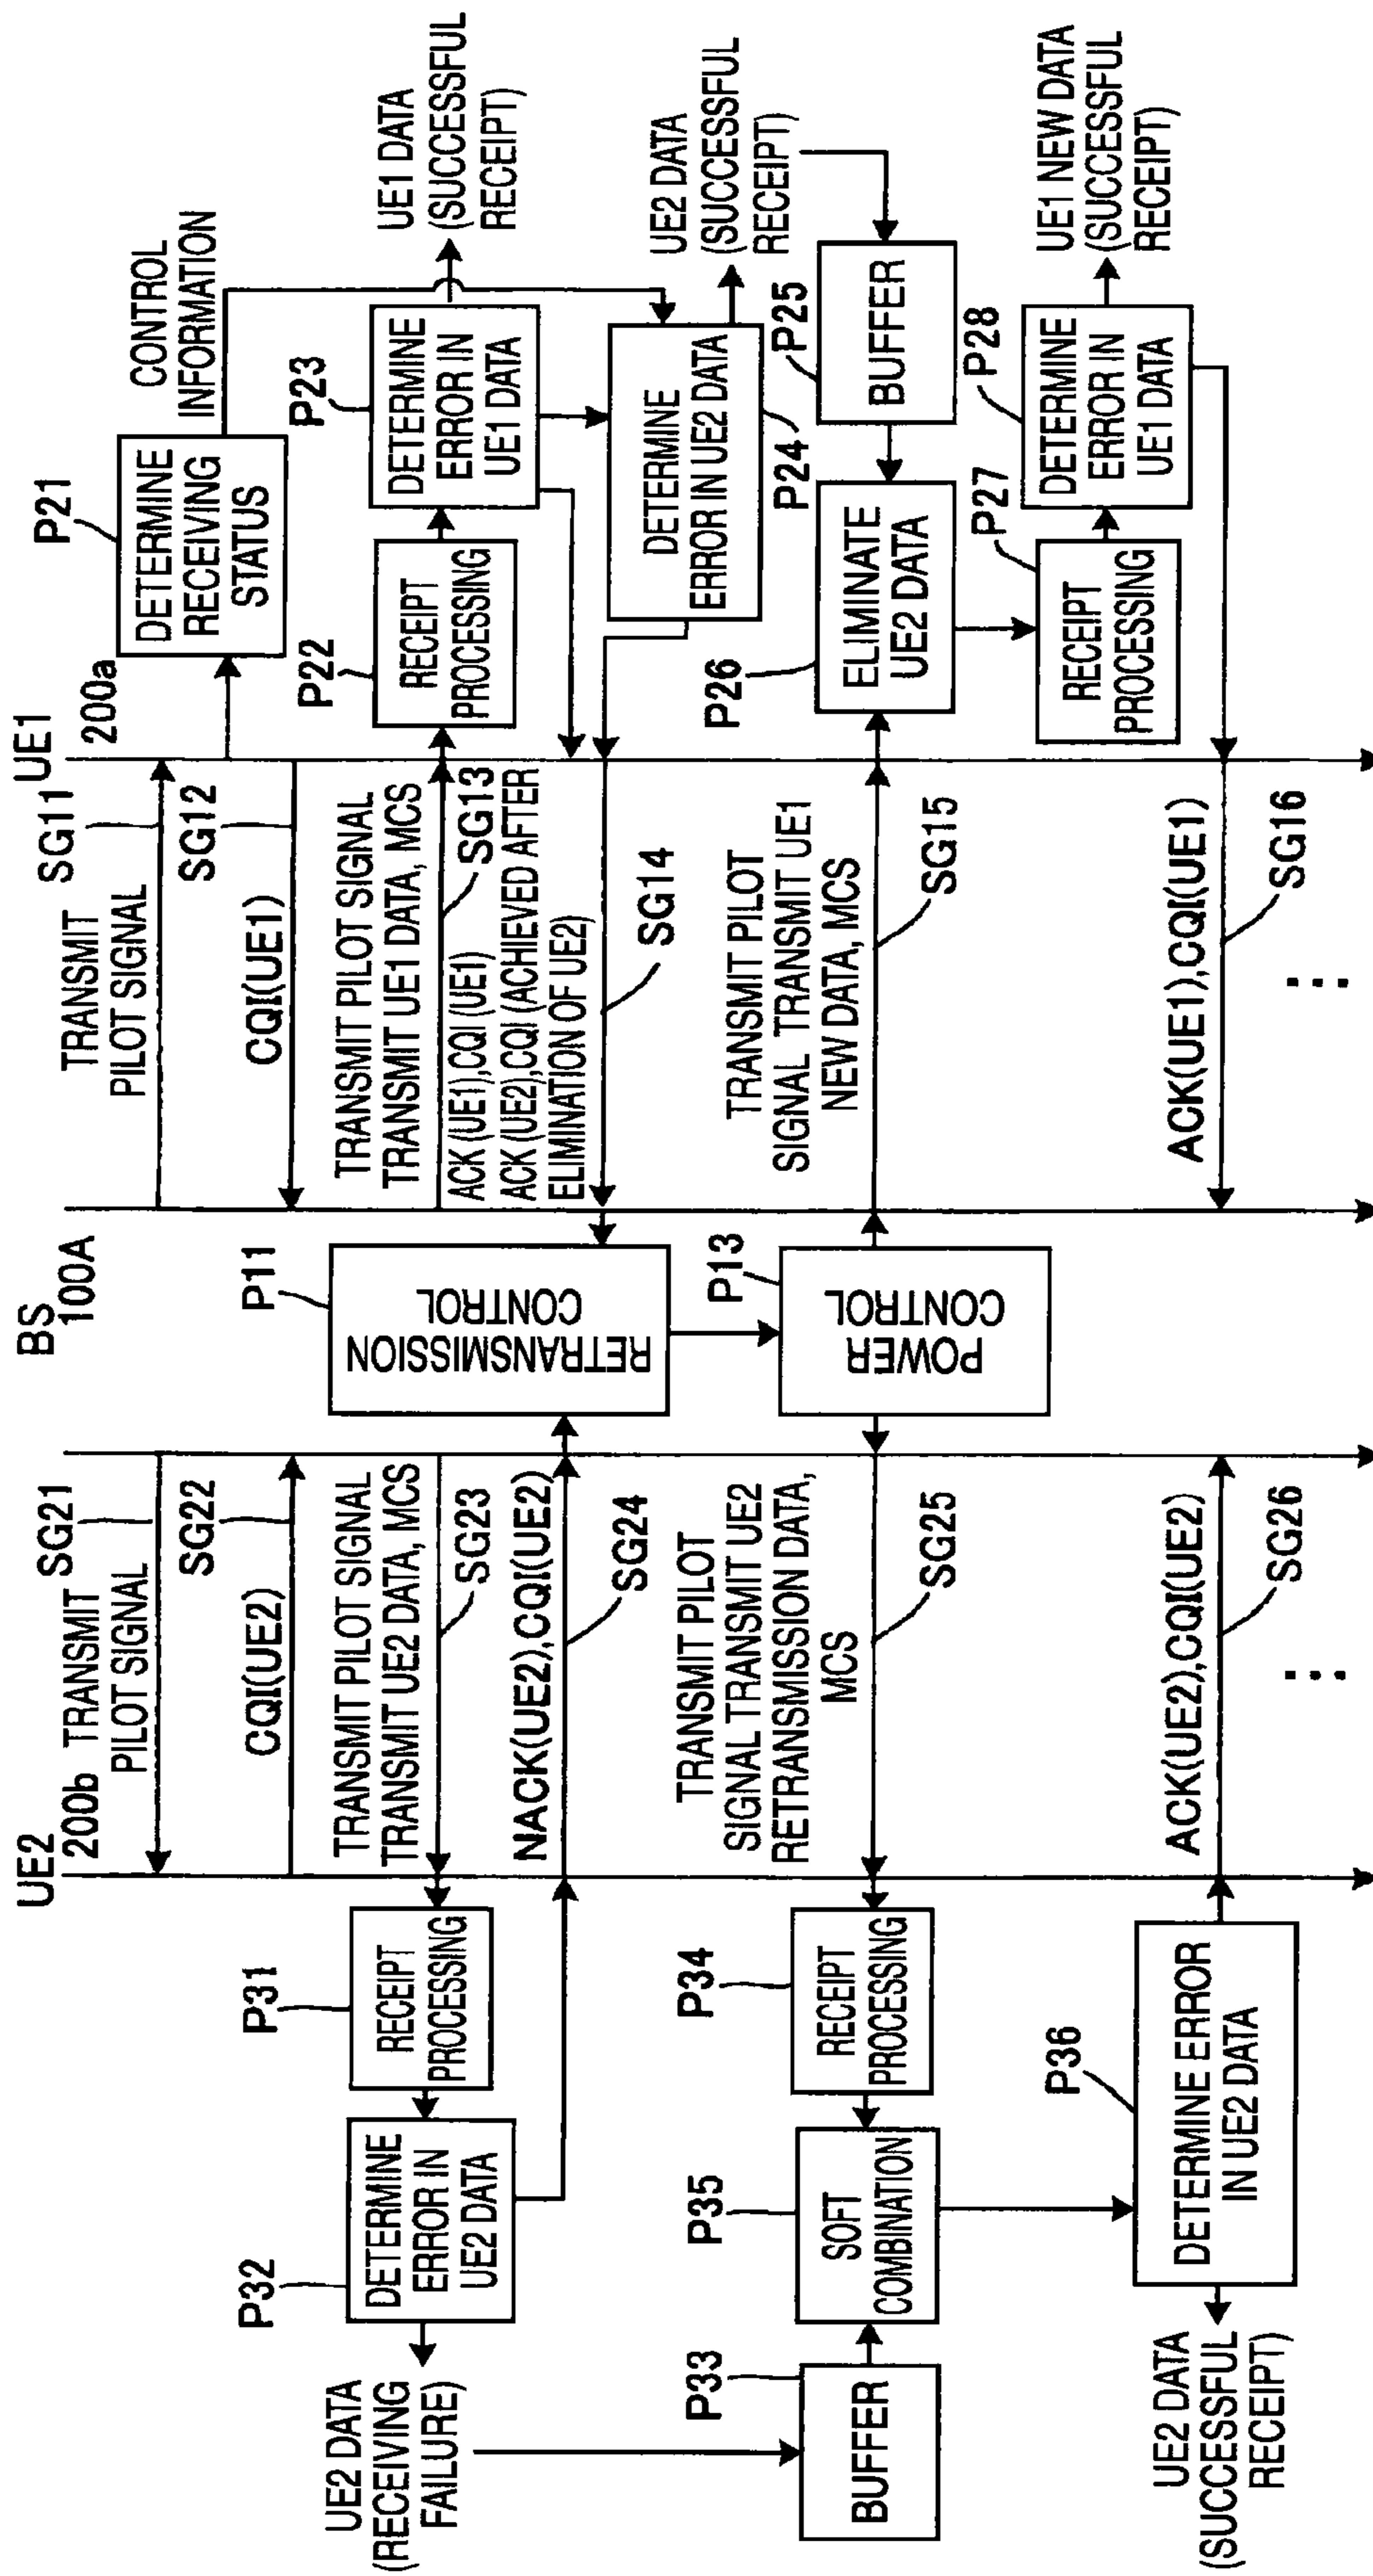 UE2
200b
BS
100A
UE1
200a
SG21
TRANSMIT
PILOT SIGNAL
SG22
CQI(UE2)
TRANSMIT PILOT SIGNAL
TRANSMIT UE2 DATA, MCS
SG23
NACK(UE2),CQI(UE2)
SG24
TRANSMIT PILOT
SIGNAL TRANSMIT UE2
RETRANSMISSION DATA,
MCS
SG25
ACK(UE2),CQI(UE2)
SG26
P31
RECEIPT
PROCESSING
P32
DETERMINE
ERROR IN
UE2 DATA
UE2 DATA
(RECEIVING
FAILURE)
P33
BUFFER
P34
RECEIPT
PROCESSING
P35
SOFT
COMBINATION
P36
DETERMINE ERROR
IN UE2 DATA
UE2 DATA
(SUCCESSFUL
RECEIPT)
P11
RETRANSMISSION
CONTROL
P13
POWER
CONTROL
SG11
TRANSMIT
PILOT SIGNAL
SG12
CQI(UE1)
TRANSMIT PILOT SIGNAL
TRANSMIT UE1 DATA, MCS
SG13
ACK (UE1),CQI (UE1)
ACK (UE2),CQI (ACHIEVED AFTER
ELIMINATION OF UE2)
SG14
TRANSMIT PILOT
SIGNAL TRANSMIT UE1
NEW DATA, MCS
SG15
ACK(UE1),CQI(UE1)
SG16
P21
DETERMINE
RECEIVING
STATUS
CONTROL
INFORMATION
P22
RECEIPT
PROCESSING
P23
DETERMINE
ERROR IN
UE1 DATA
UE1 DATA
(SUCCESSFUL
RECEIPT)
DETERMINE
ERROR IN UE2 DATA
P24
UE2 DATA
(SUCCESSFUL
RECEIPT)
P25
BUFFER
P26
ELIMINATE
UE2 DATA
P27
RECEIPT
PROCESSING
P28
DETERMINE
ERROR IN
UE1 DATA
UE1 NEW DATA
(SUCCESSFUL
RECEIPT)